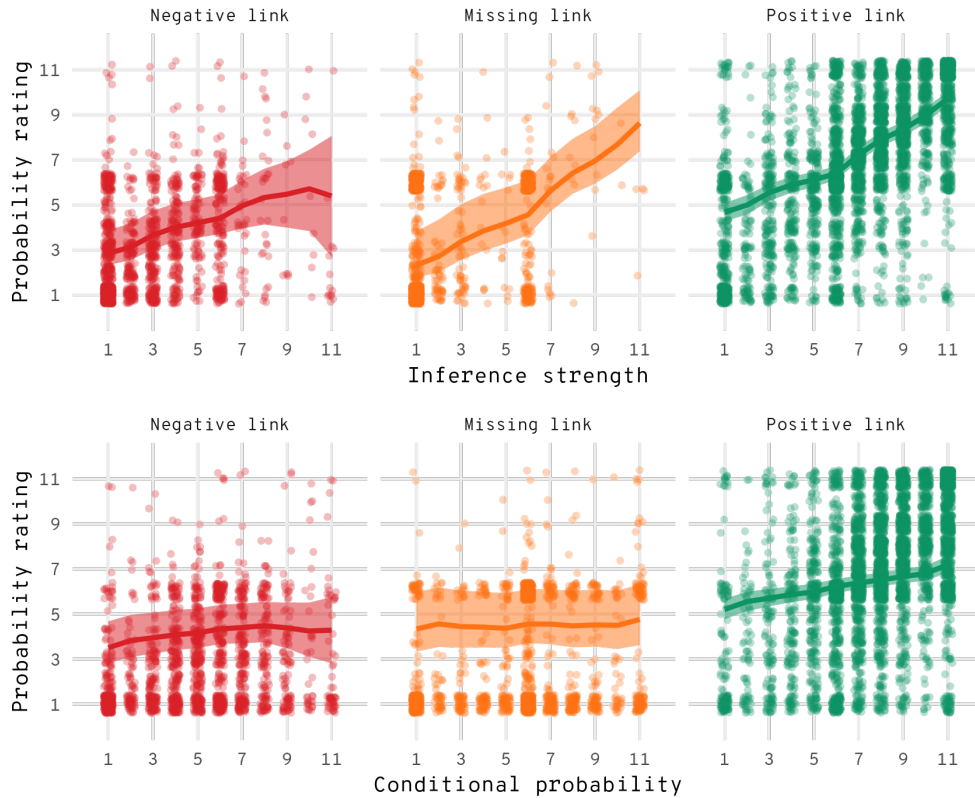 Negative link Missing link Positive link
Probability rating
11
9
7
5
3
1
1 3 5 7 9 11 1 3 5 7 9 11 1 3 5 7 9 11
Inference strength
Negative link Missing link Positive link
Probability rating
11
9
7
5
3
1
1 3 5 7 9 11 1 3 5 7 9 11 1 3 5 7 9 11
Conditional probability